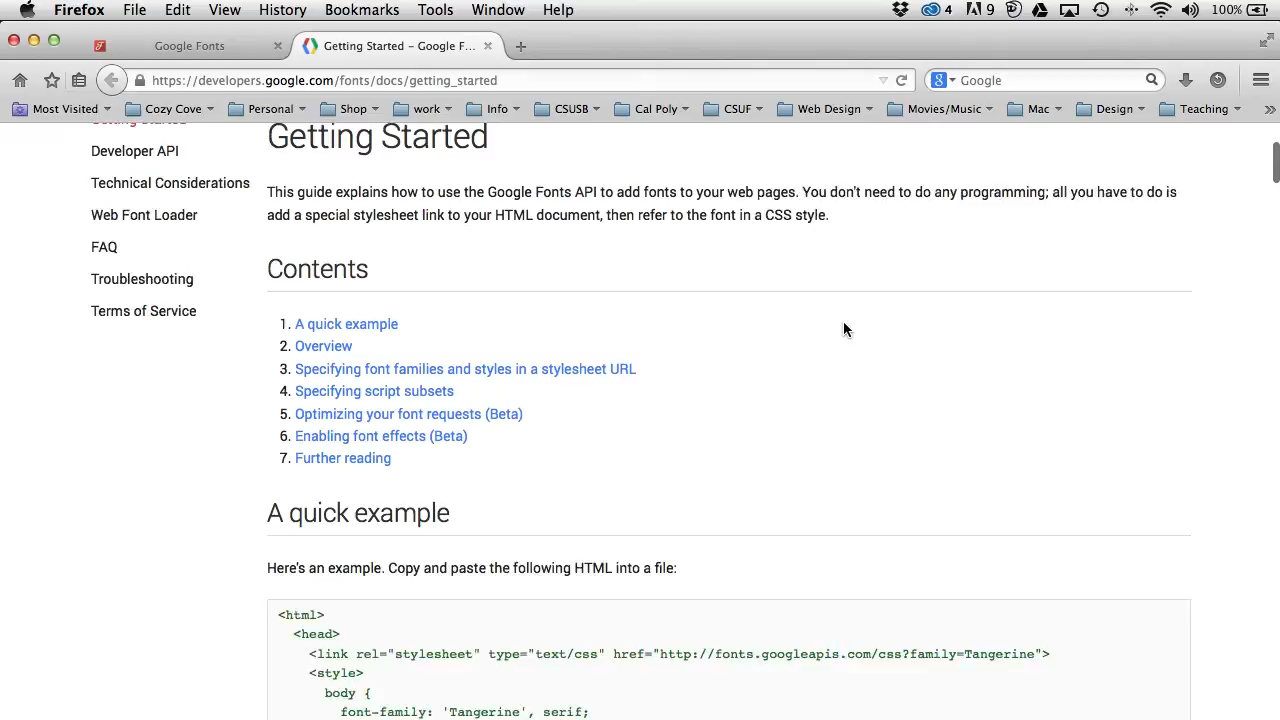 Firefox File Edit View History Bookmarks Tools Window Help 4 9 100%
Google Fonts Getting Started – Google F...
https://developers.google.com/fonts/docs/getting_started Google
Most Visited Cozy Cove Personal Shop work Info CSUSB Cal Poly CSUF Web Design Movies/Music Mac Design Teaching
Getting Started
Developer API
Technical Considerations
Web Font Loader
FAQ
Troubleshooting
Terms of Service
Getting Started
This guide explains how to use the Google Fonts API to add fonts to your web pages. You don't need to do any programming; all you have to do is
add a special stylesheet link to your HTML document, then refer to the font in a CSS style.
Contents
1. A quick example
2. Overview
3. Specifying font families and styles in a stylesheet URL
4. Specifying script subsets
5. Optimizing your font requests (Beta)
6. Enabling font effects (Beta)
7. Further reading
A quick example
Here's an example. Copy and paste the following HTML into a file:
<html>
<head>
<link rel="stylesheet" type="text/css" href="http://fonts.googleapis.com/css?family=Tangerine">
<style>
body {
font-family: 'Tangerine', serif;